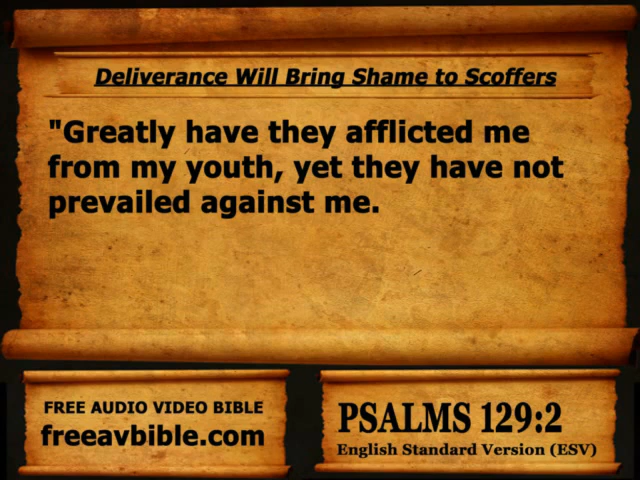 Deliverance Will Bring Shame to Scoffers
"Greatly have they afflicted me
from my youth, yet they have not
prevailed against me.
FREE AUDIO VIDEO BIBLE
freeavbible.com
PSALMS 129:2
English Standard Version (ESV)